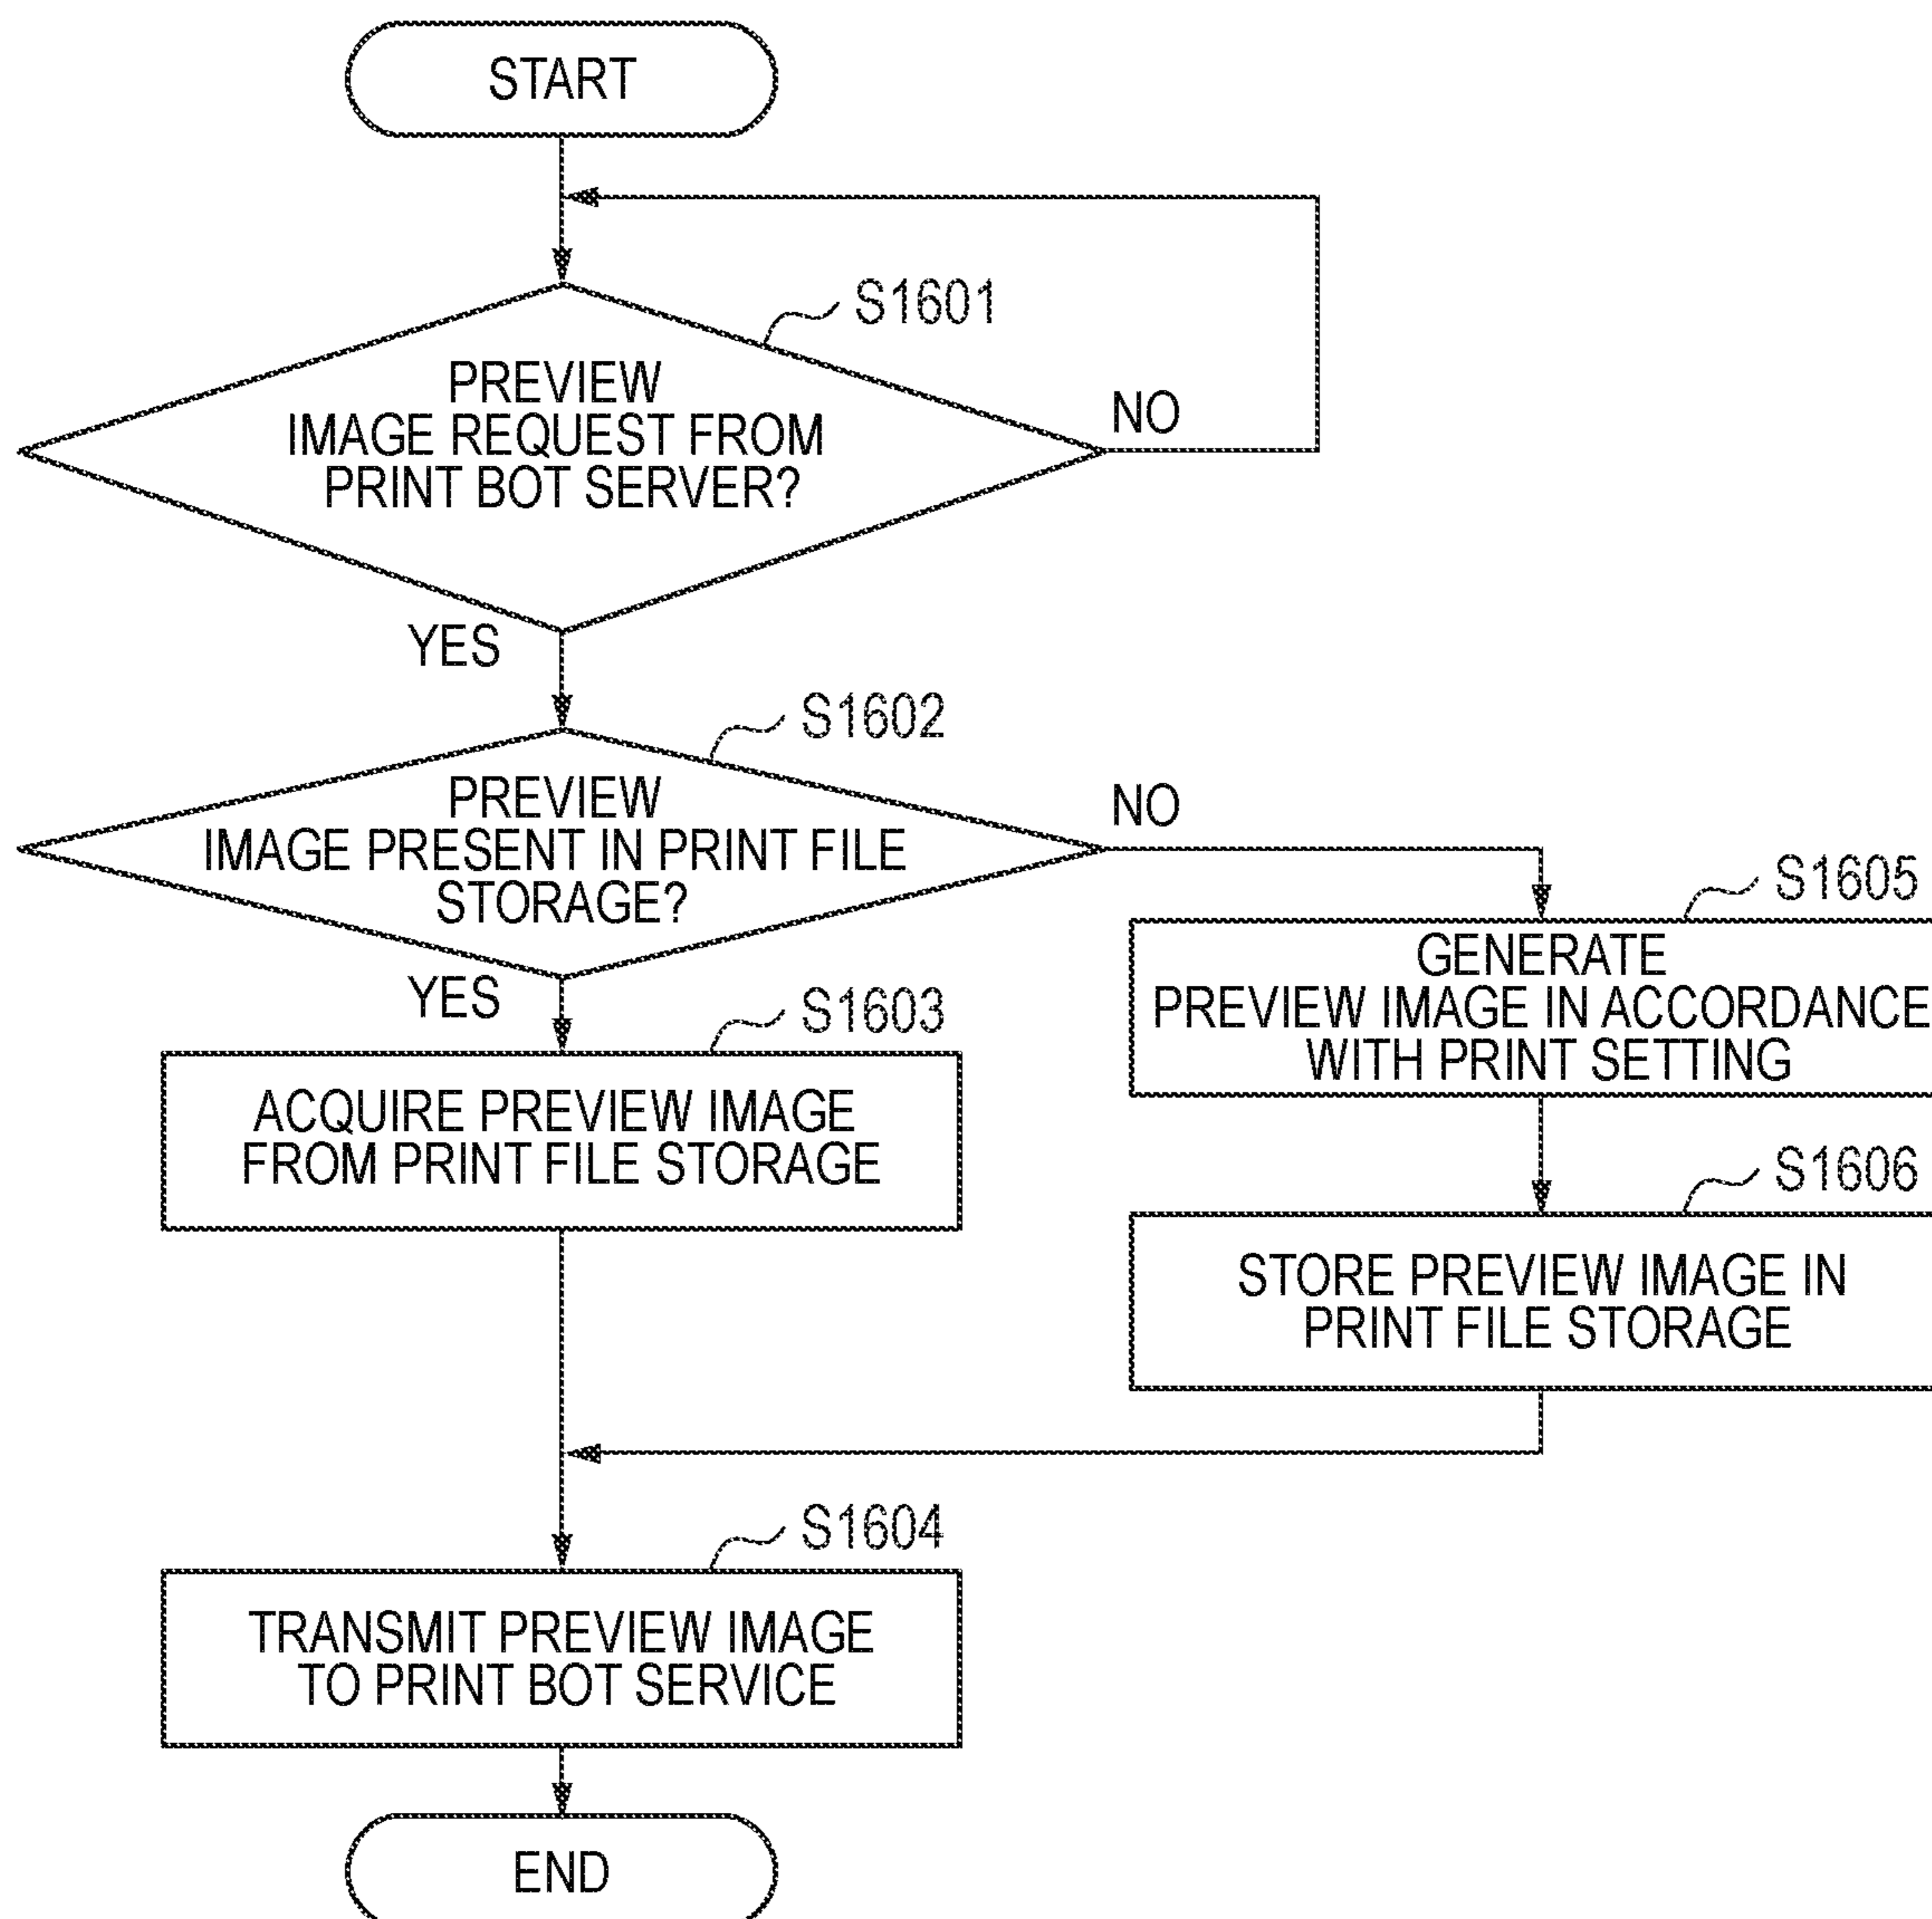 START
S1601
PREVIEW
IMAGE REQUEST FROM
PRINT BOT SERVER?
NO
YES
S1602
PREVIEW
IMAGE PRESENT IN PRINT FILE
STORAGE?
NO
YES
S1603
ACQUIRE PREVIEW IMAGE
FROM PRINT FILE STORAGE
S1605
GENERATE
PREVIEW IMAGE IN ACCORDANCE
WITH PRINT SETTING
S1606
STORE PREVIEW IMAGE IN
PRINT FILE STORAGE
S1604
TRANSMIT PREVIEW IMAGE
TO PRINT BOT SERVICE
END